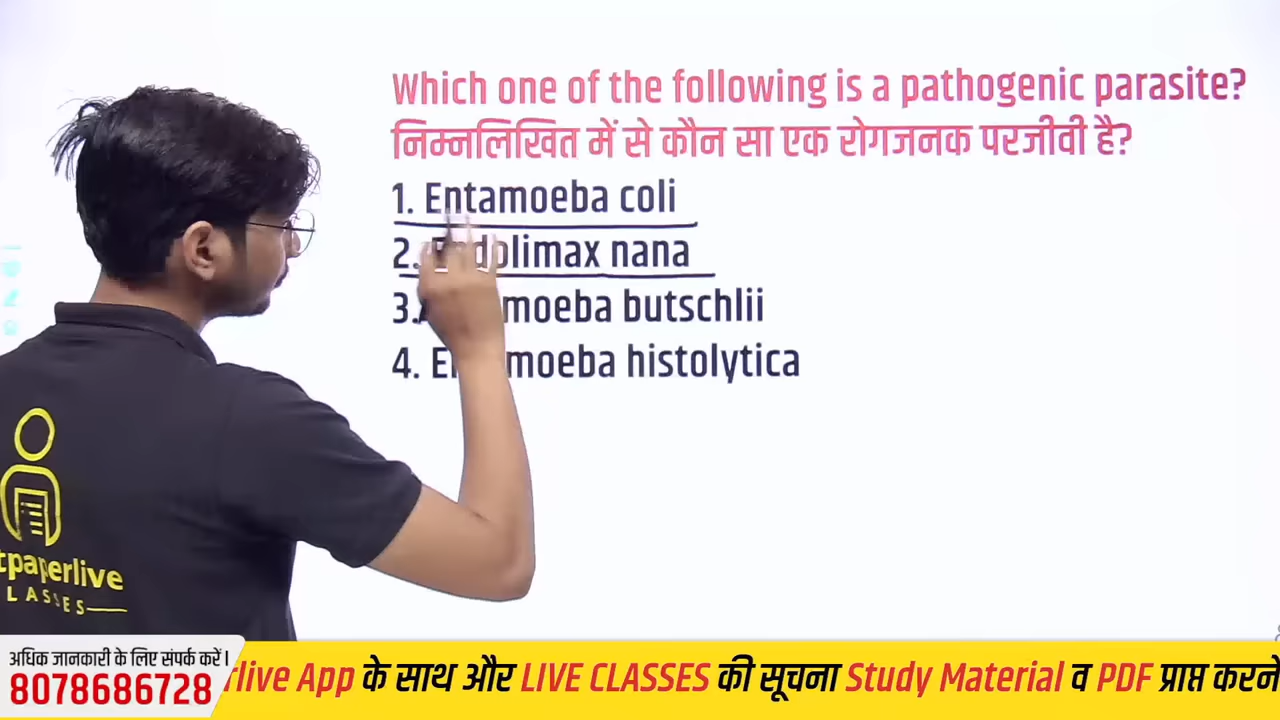 Which one of the following is a pathogenic parasite?
निम्नलिखित में से कौन सा एक रोगजनक परजीवी है?
1. Entamoeba coli
2. Endolimax nana
3. moeba butschlii
4. E moeba histolytica
tpaperlive
LASSES
अधिक जानकारी के लिए संपर्क करें।
8078686728
rlive App के साथ और LIVE CLASSES की सूचना Study Material व PDF प्राप्त करने